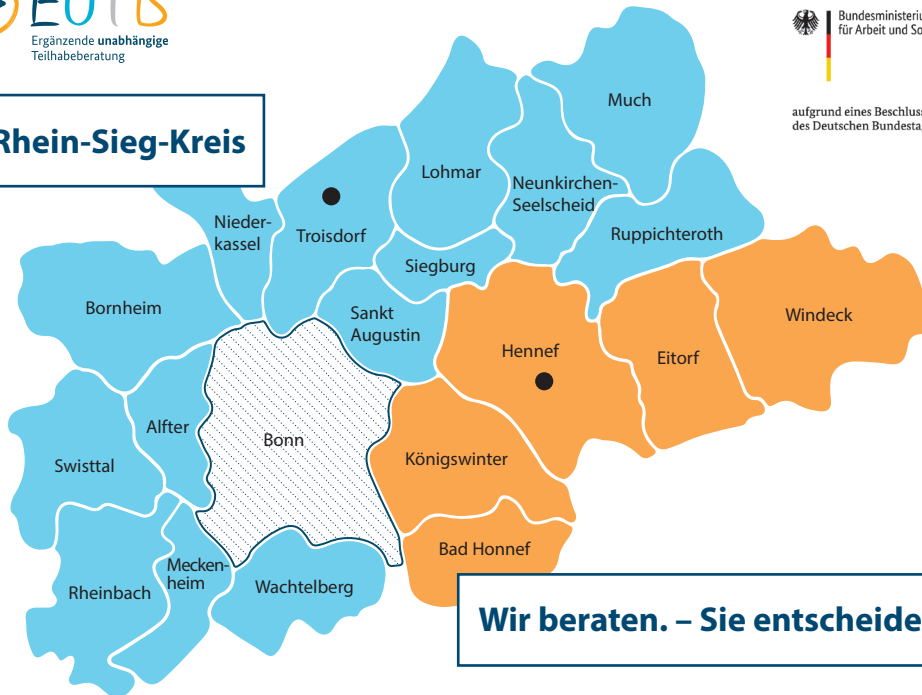 EUTB
Ergänzende unabhängige
Teilhabeberatung
Bundesministeriu
für Arbeit und So
aufgrund eines Beschluss
des Deutschen Bundesta
Rhein-Sieg-Kreis
Much
Lohmar
Neunkirchen-
Seelscheid
Nieder-
kassel
Troisdorf
Ruppichteroth
Siegburg
Bornheim
Sankt
Augustin
Windeck
Hennef
Eitorf
Alfter
Bonn
Königswinter
Swisttal
Bad Honnef
Mecken-
heim
Rheinbach
Wachtelberg
Wir beraten. – Sie entscheide